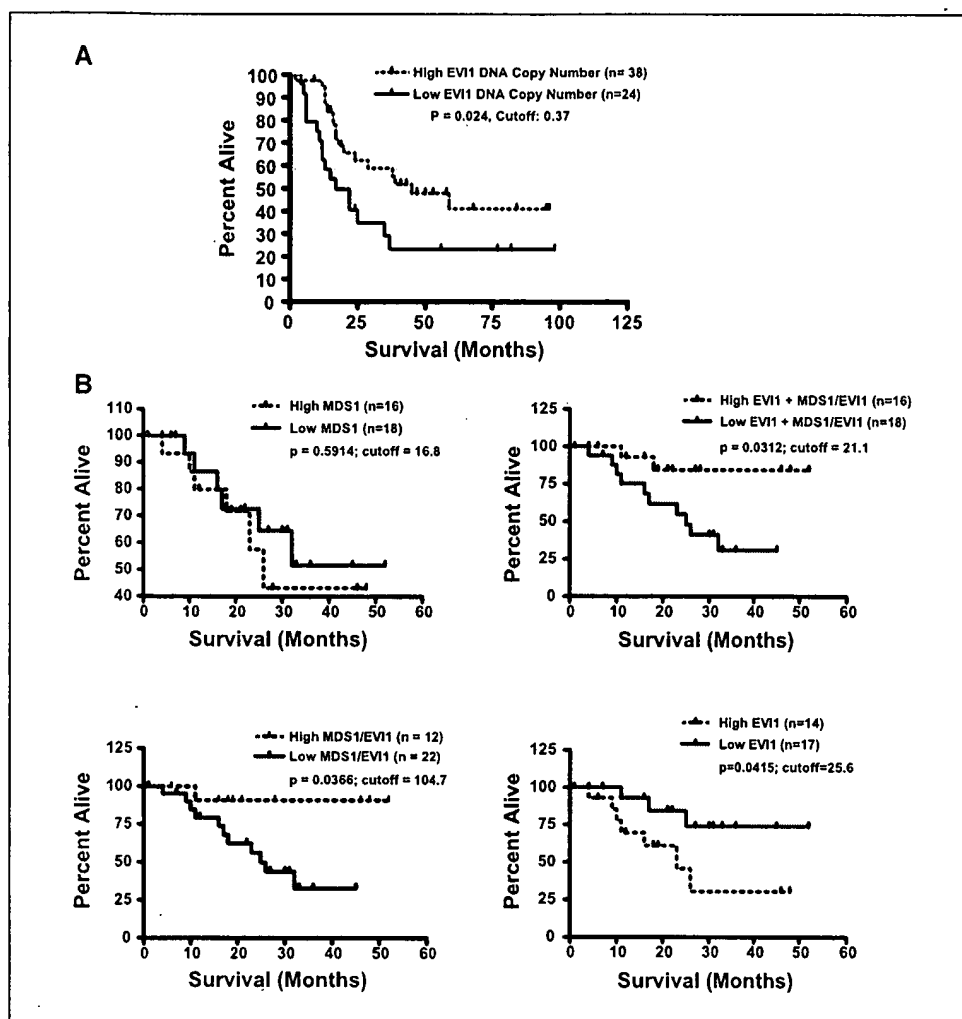 A
100
90
80
70
60
50
40
30
20
10
0
Percent Alive
High EVI1 DNA Copy Number (n= 38)
Low EVI1 DNA Copy Number (n=24)
P = 0.024, Cutoff: 0.37
0 25 50 75 100 125
Survival (Months)
B
110
100
90
80
70
60
50
40
Percent Alive
High MDS1 (n=16)
Low MDS1 (n=18)
p = 0.5914; cutoff = 16.8
0 10 20 30 40 50 60
Survival (Months)
125
100
75
50
25
0
Percent Alive
High EVI1 + MDS1/EVI1 (n=16)
Low EVI1 + MDS1/EVI1 (n=18)
p = 0.0312; cutoff = 21.1
0 10 20 30 40 50 60
Survival (Months)
125
100
75
50
25
0
Percent Alive
High MDS1/EVI1 (n = 12)
Low MDS1/EVI1 (n = 22)
p = 0.0366; cutoff = 104.7
0 10 20 30 40 50 60
Survival (Months)
125
100
75
50
25
0
Percent Alive
High EVI1 (n=14)
Low EVI1 (n=17)
p=0.0415; cutoff=25.6
0 10 20 30 40 50 60
Survival (Months)